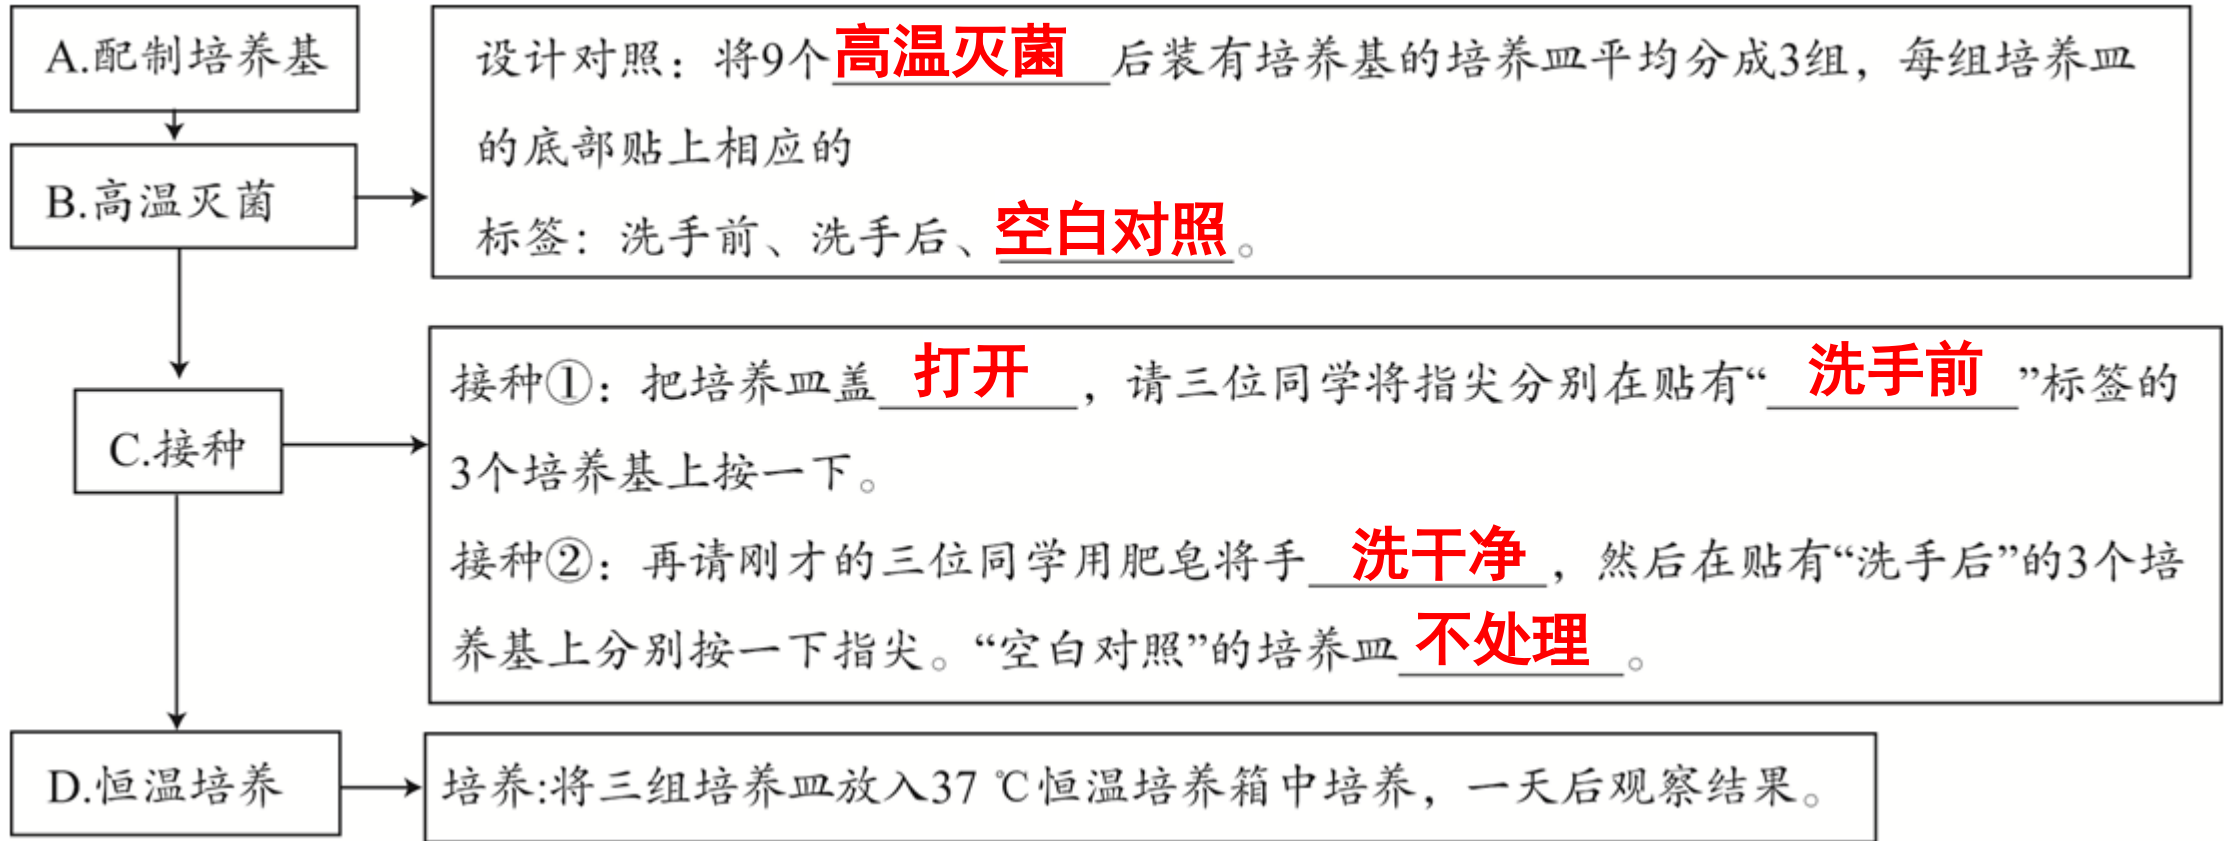 A.配制培养基
设计对照：将9个高温灭菌后装有培养基的培养皿平均分成3组，每组培养皿
的底部贴上相应的
B.高温灭菌
标签：洗手前、洗手后、空白对照。
接种①：把培养皿盖打开，请三位同学将指尖分别在贴有“洗手前”标签的
C.接种
3个培养基上按一下。
接种②：再请刚才的三位同学用肥皂将手洗干净，然后在贴有“洗手后”的3个培
养基上分别按一下指尖。“空白对照”的培养皿不处理。
D.恒温培养
培养:将三组培养皿放入37 ℃恒温培养箱中培养，一天后观察结果。